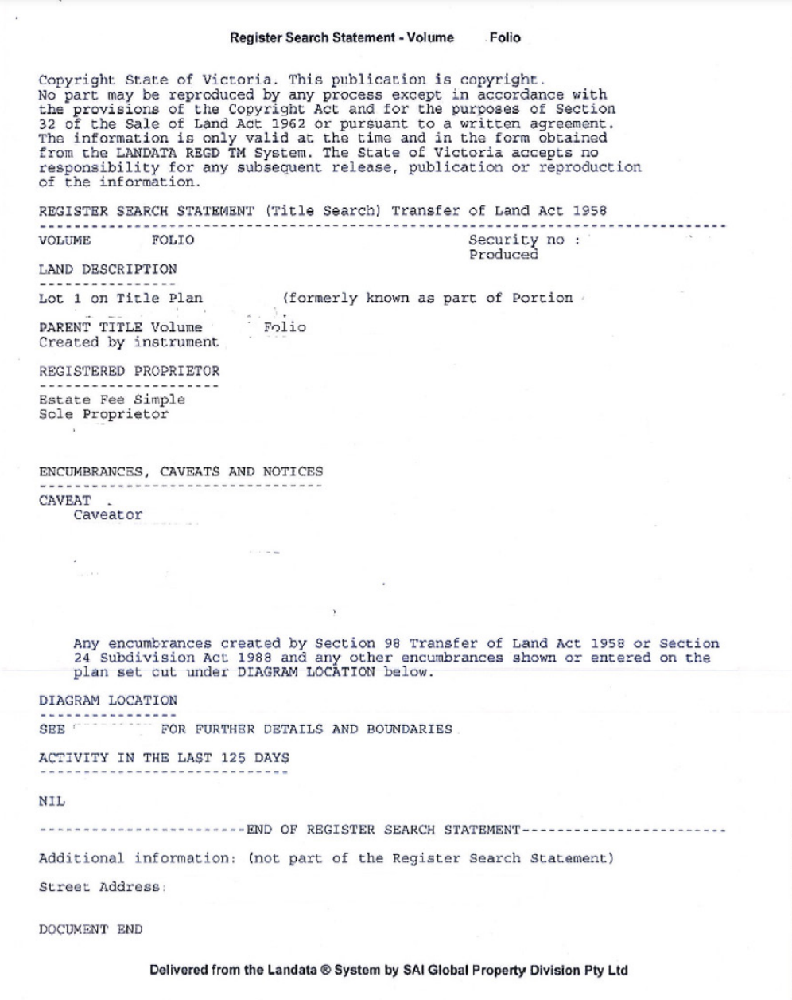 Register Search Statement - Volume Folio
Copyright State of Victoria. This publication is copyright.
No part may be reproduced by any process except in accordance with
the provisions of the Copyright Act and for the purposes of Section
32 of the Sale of Land Act 1962 or pursuant to a written agreement.
The information is only valid at the time and in the form obtained
from the LANDATA REGD TM System. The State of Victoria accepts no
responsibility for any subsequent release, publication or reproduction
of the information.
REGISTER SEARCH STATEMENT (Title Search) Transfer of Land Act 1958
--------------------------------------------------------------------------------
VOLUME FOLIO Security no :
Produced
LAND DESCRIPTION
----------------
Lot 1 on Title Plan (formerly known as part of Portion
PARENT TITLE Volume Folio
Created by instrument
REGISTERED PROPRIETOR
---------------------
Estate Fee Simple
Sole Proprietor
ENCUMBRANCES, CAVEATS AND NOTICES
---------------------------------
CAVEAT
Caveator
Any encumbrances created by Section 98 Transfer of Land Act 1958 or Section
24 Subdivision Act 1988 and any other encumbrances shown or entered on the
plan set out under DIAGRAM LOCATION below.
DIAGRAM LOCATION
----------------
SEE FOR FURTHER DETAILS AND BOUNDARIES
ACTIVITY IN THE LAST 125 DAYS
-----------------------------
NIL
------------------------END OF REGISTER SEARCH STATEMENT------------------------
Additional information: (not part of the Register Search Statement)
Street Address:
DOCUMENT END
Delivered from the Landata ® System by SAI Global Property Division Pty Ltd